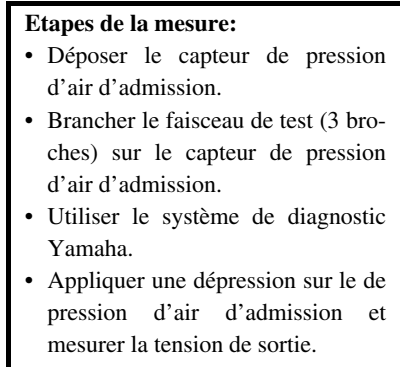 Etapes de la mesure:
• Déposer le capteur de pression
d’air d’admission.
• Brancher le faisceau de test (3 bro-
ches) sur le capteur de pression
d’air d’admission.
• Utiliser le système de diagnostic
Yamaha.
• Appliquer une dépression sur le de
pression d’air d’admission et
mesurer la tension de sortie.